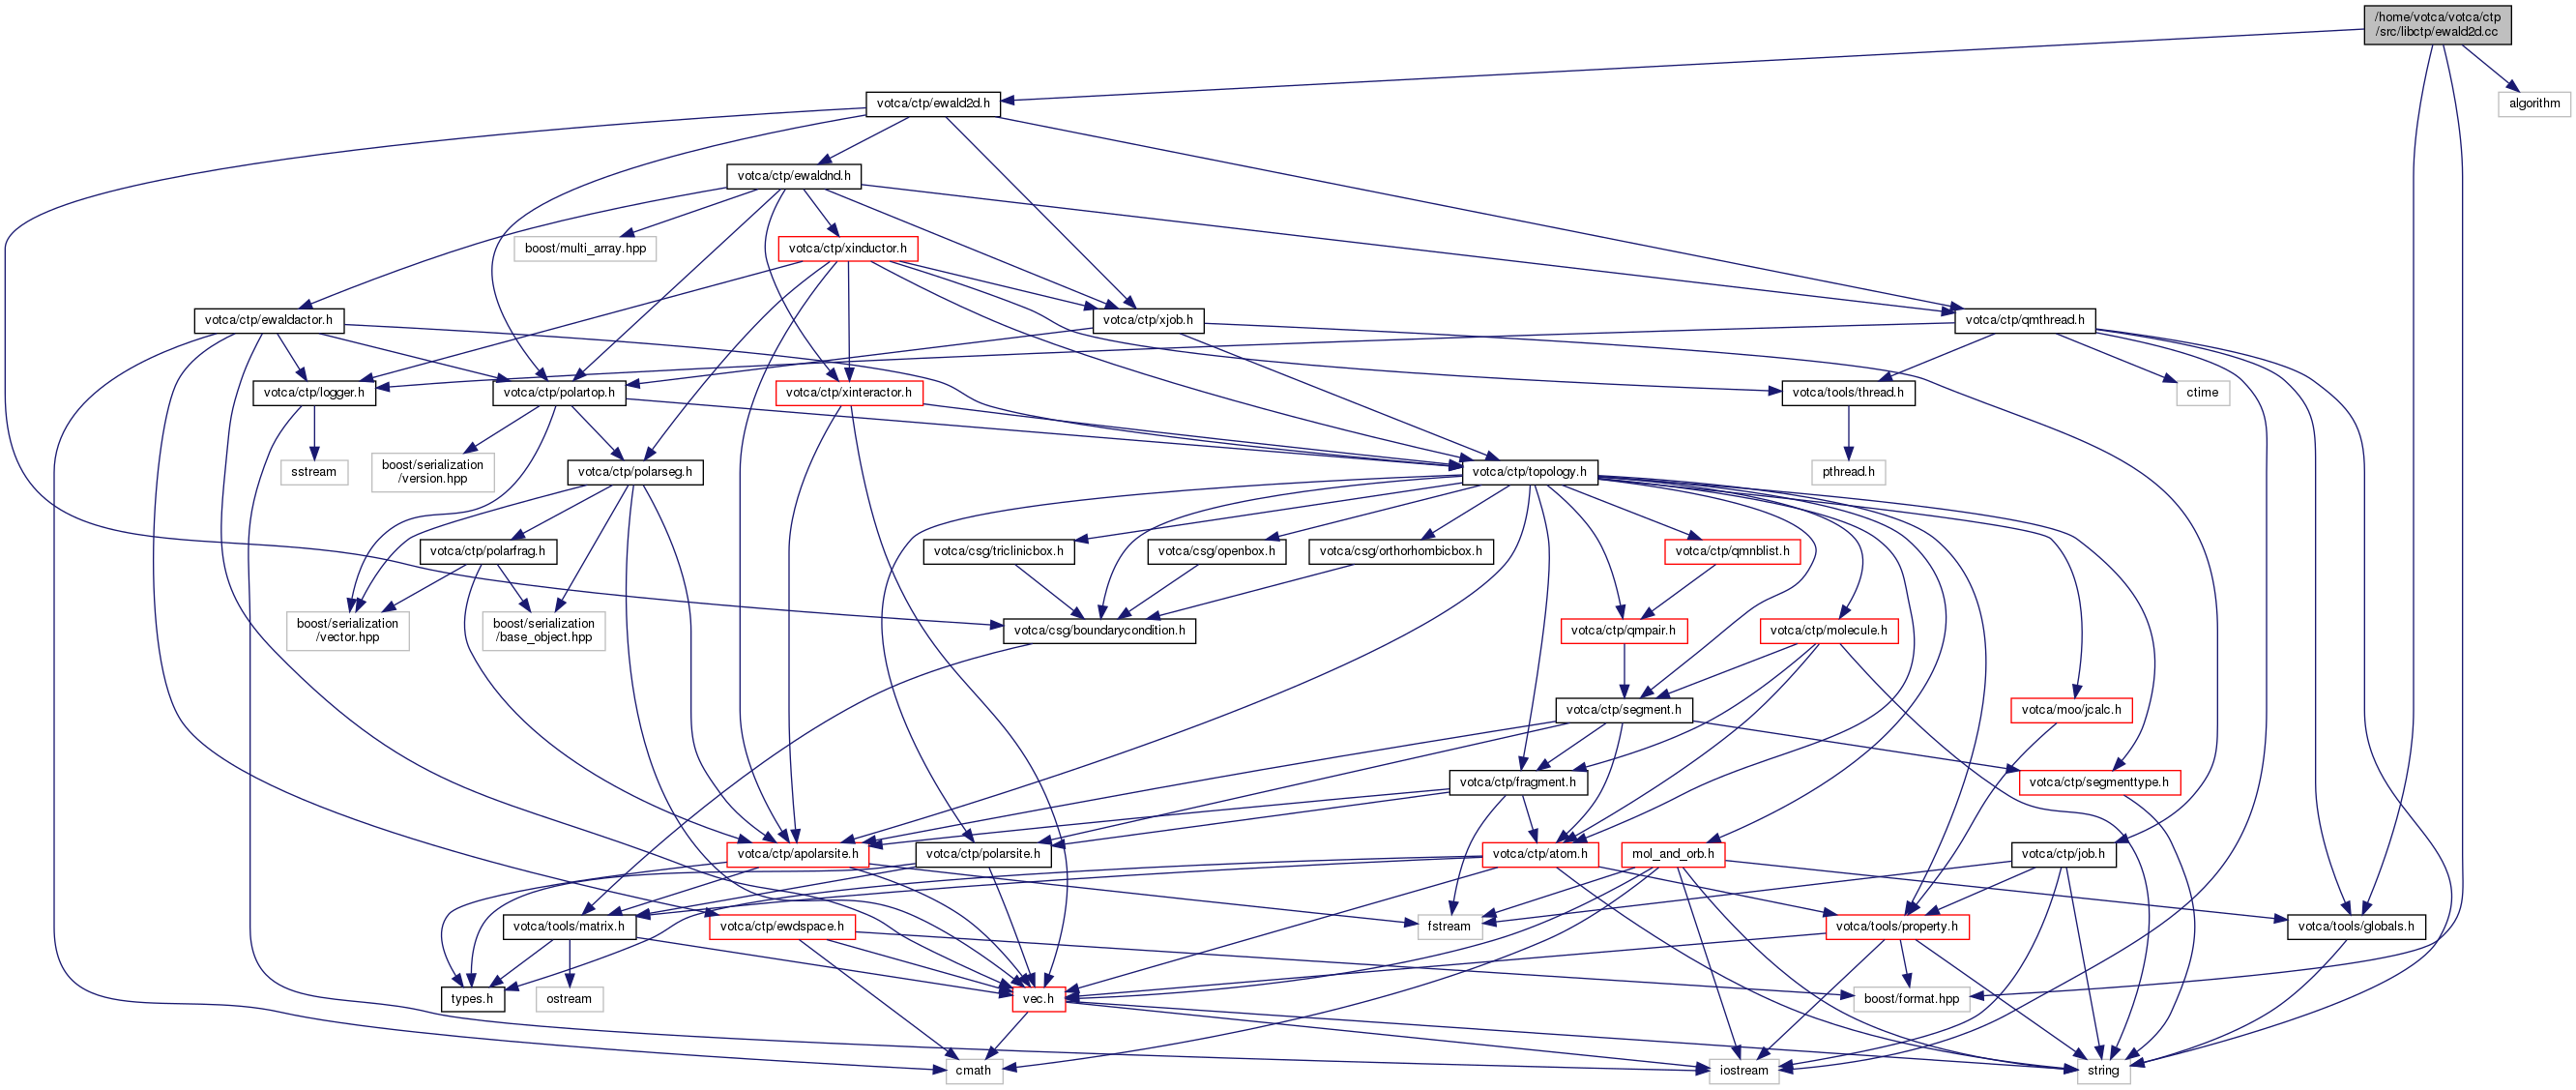 /home/votca/votca/ctp
/src/libctp/ewald2d.cc
votca/ctp/ewald2d.h
algorithm
votca/ctp/ewaldnd.h
boost/multi_array.hpp
votca/ctp/xinductor.h
votca/ctp/ewaldactor.h
votca/ctp/xjob.h
votca/ctp/qmthread.h
votca/ctp/logger.h
votca/ctp/polartop.h
votca/ctp/xinteractor.h
votca/tools/thread.h
ctime
sstream
boost/serialization
/version.hpp
votca/ctp/polarseg.h
votca/ctp/topology.h
pthread.h
votca/ctp/polarfrag.h
votca/csg/triclinicbox.h
votca/csg/openbox.h
votca/csg/orthorhombicbox.h
votca/ctp/qmnblist.h
boost/serialization
/vector.hpp
boost/serialization
/base_object.hpp
votca/csg/boundarycondition.h
votca/ctp/qmpair.h
votca/ctp/molecule.h
votca/ctp/segment.h
votca/moo/jcalc.h
votca/ctp/fragment.h
votca/ctp/segmenttype.h
votca/ctp/apolarsite.h
votca/ctp/polarsite.h
votca/ctp/atom.h
mol_and_orb.h
votca/ctp/job.h
votca/tools/matrix.h
votca/ctp/ewdspace.h
fstream
votca/tools/property.h
votca/tools/globals.h
types.h
ostream
vec.h
boost/format.hpp
cmath
iostream
string